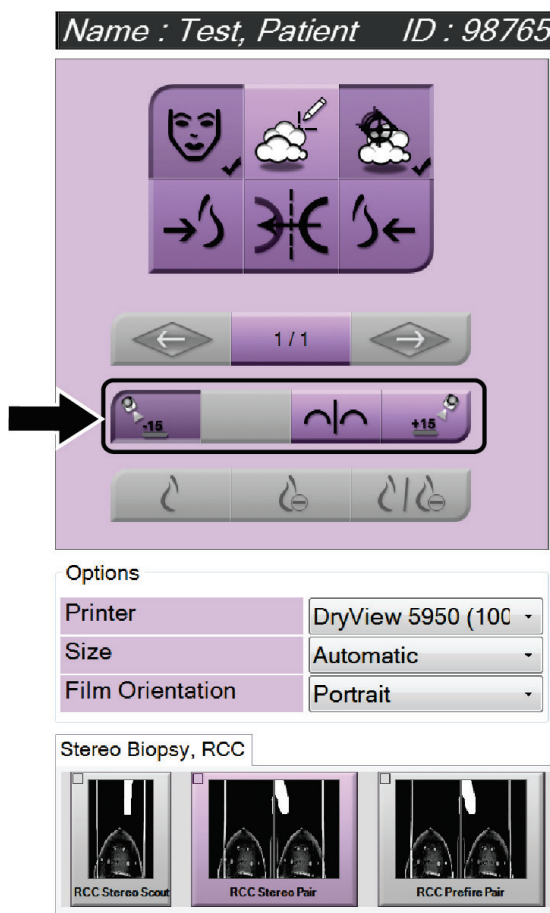 Name : Test, Patient ID : 98765
1 / 1
-15
+15
Options
Printer DryView 5950 (100
Size Automatic
Film Orientation Portrait
Stereo Biopsy, RCC
RCC Stereo Scout RCC Stereo Pair RCC Prefire Pair